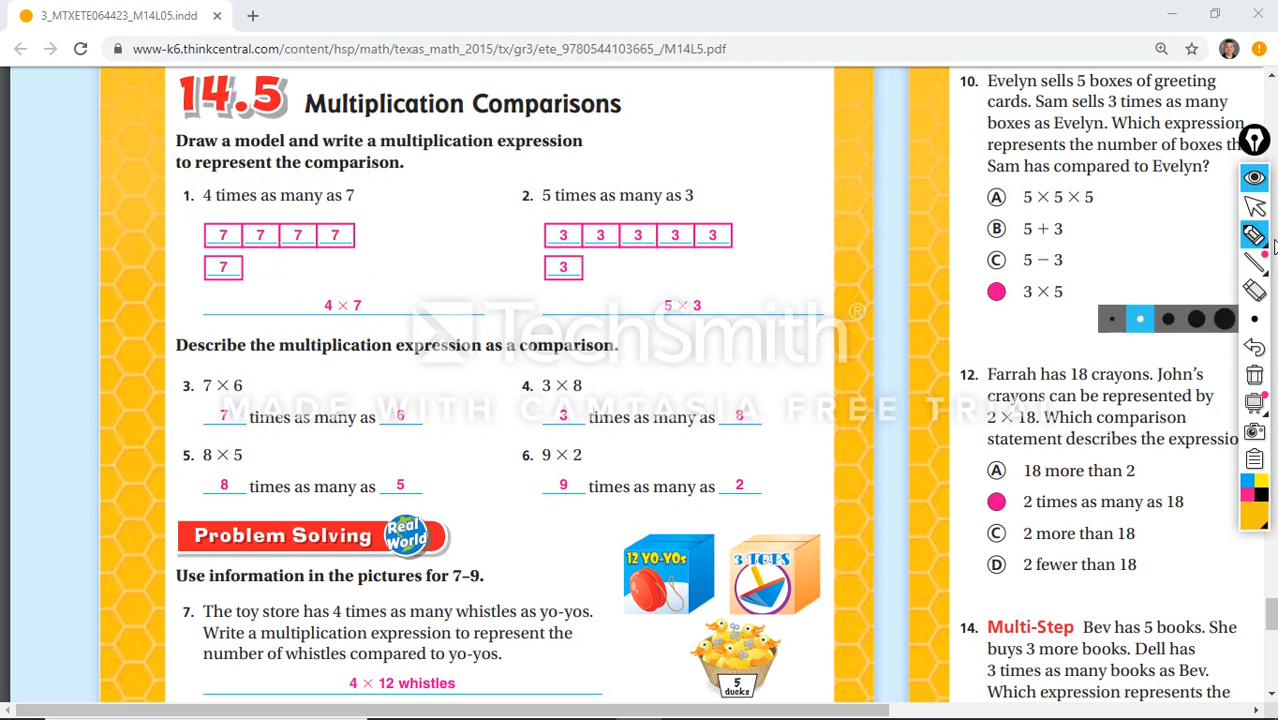 3_MTXETE064423_M14L05.indd
www-k6.thinkcentral.com/content/hsp/math/texas_math_2015/tx/gr3/ete_9780544103665_/M14L5.pdf
14.5 Multiplication Comparisons
Draw a model and write a multiplication expression
to represent the comparison.
1. 4 times as many as 7
7 7 7 7
7
4 × 7
2. 5 times as many as 3
3 3 3 3 3
3
5 × 3
Describe the multiplication expression as a comparison.
3. 7 × 6
7 times as many as 6
4. 3 × 8
3 times as many as 8
5. 8 × 5
8 times as many as 5
6. 9 × 2
9 times as many as 2
Problem Solving Real World
Use information in the pictures for 7–9.
12 YO-YOs
3 TOPS
5 ducks
7. The toy store has 4 times as many whistles as yo-yos.
Write a multiplication expression to represent the
number of whistles compared to yo-yos.
4 × 12 whistles
10. Evelyn sells 5 boxes of greeting
cards. Sam sells 3 times as many
boxes as Evelyn. Which expression
represents the number of boxes th
Sam has compared to Evelyn?
A 5 × 5 × 5
B 5 + 3
C 5 − 3
3 × 5
12. Farrah has 18 crayons. John’s
crayons can be represented by
2 × 18. Which comparison
statement describes the expressio
A 18 more than 2
2 times as many as 18
C 2 more than 18
D 2 fewer than 18
14. Multi-Step Bev has 5 books. She
buys 3 more books. Dell has
3 times as many books as Bev.
Which expression represents the
TechSmith®
MADE WITH CAMTASIA FREE TRIAL